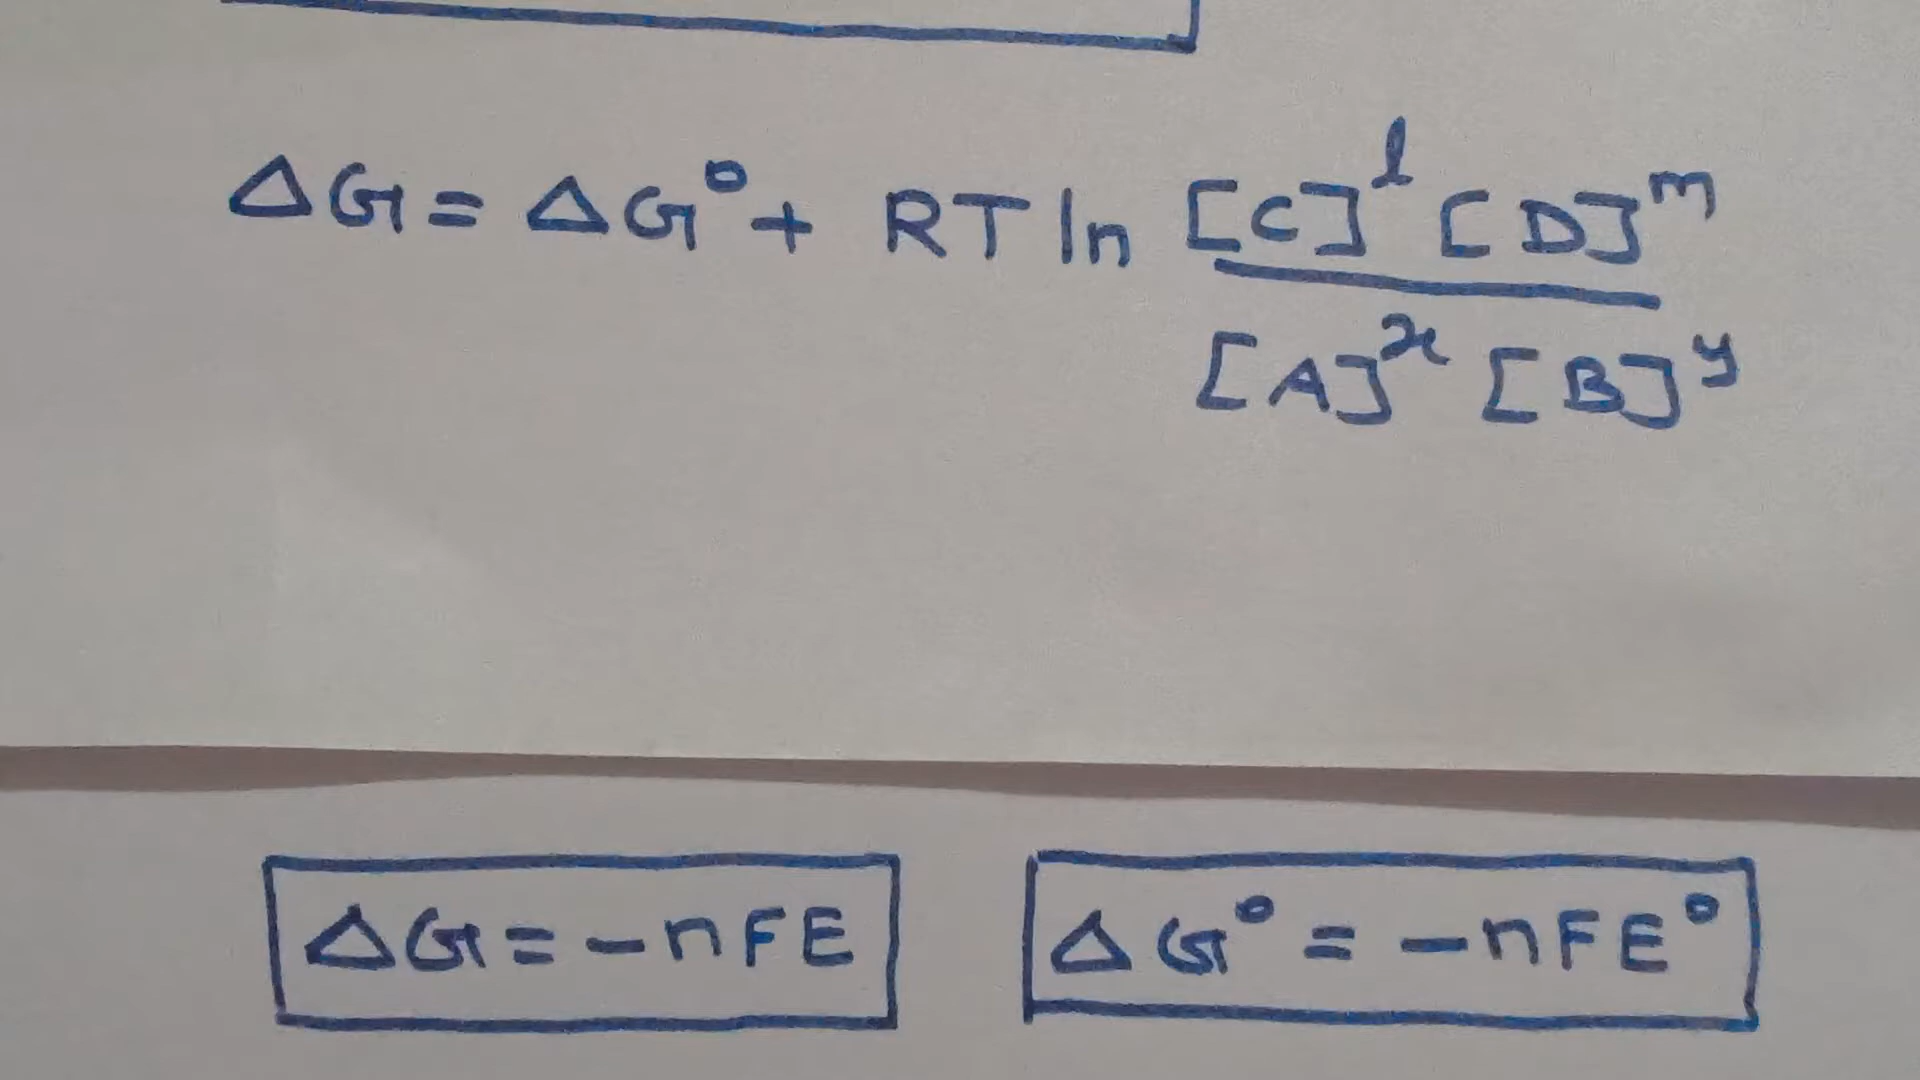 ΔG = ΔG° + RT ln [C]^l [D]^m
[A]^x [B]^y
ΔG = -nFE
ΔG° = -nFE°